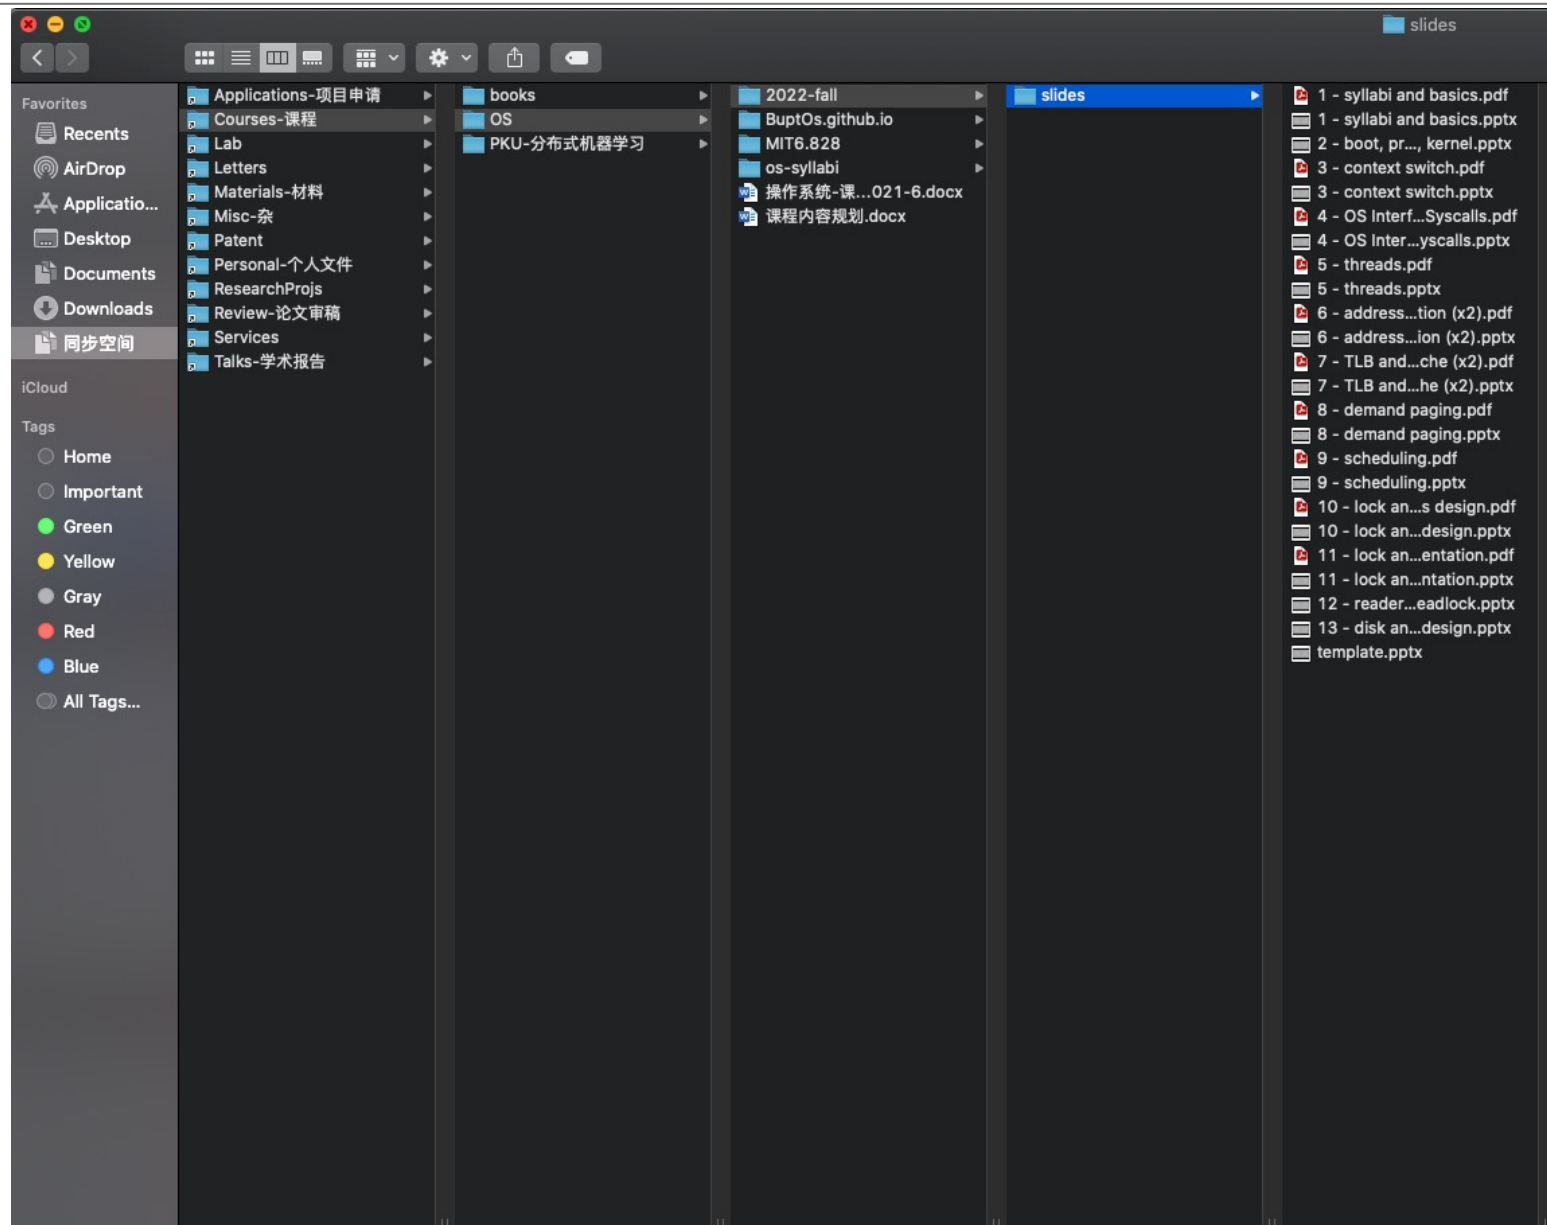 slides
Favorites
Recents
AirDrop
Applicatio...
Desktop
Documents
Downloads
同步空间
iCloud
Tags
Home
Important
Green
Yellow
Gray
Red
Blue
All Tags...
Applications-项目申请
Courses-课程
Lab
Letters
Materials-材料
Misc-杂
Patent
Personal-个人文件
ResearchProjs
Review-论文审稿
Services
Talks-学术报告
books
OS
PKU-分布式机器学习
2022-fall
BuptOs.github.io
MIT6.828
os-syllabi
操作系统-课...021-6.docx
课程内容规划.docx
slides
1 - syllabi and basics.pdf
1 - syllabi and basics.pptx
2 - boot, pr..., kernel.pptx
3 - context switch.pdf
3 - context switch.pptx
4 - OS Interf...Syscalls.pdf
4 - OS Inter...yscalls.pptx
5 - threads.pdf
5 - threads.pptx
6 - address...tion (x2).pdf
6 - address...ion (x2).pptx
7 - TLB and...che (x2).pdf
7 - TLB and...he (x2).pptx
8 - demand paging.pdf
8 - demand paging.pptx
9 - scheduling.pdf
9 - scheduling.pptx
10 - lock an...s design.pdf
10 - lock an...design.pptx
11 - lock an...entation.pdf
11 - lock an...ntation.pptx
12 - reader...eadlock.pptx
13 - disk an...design.pptx
template.pptx